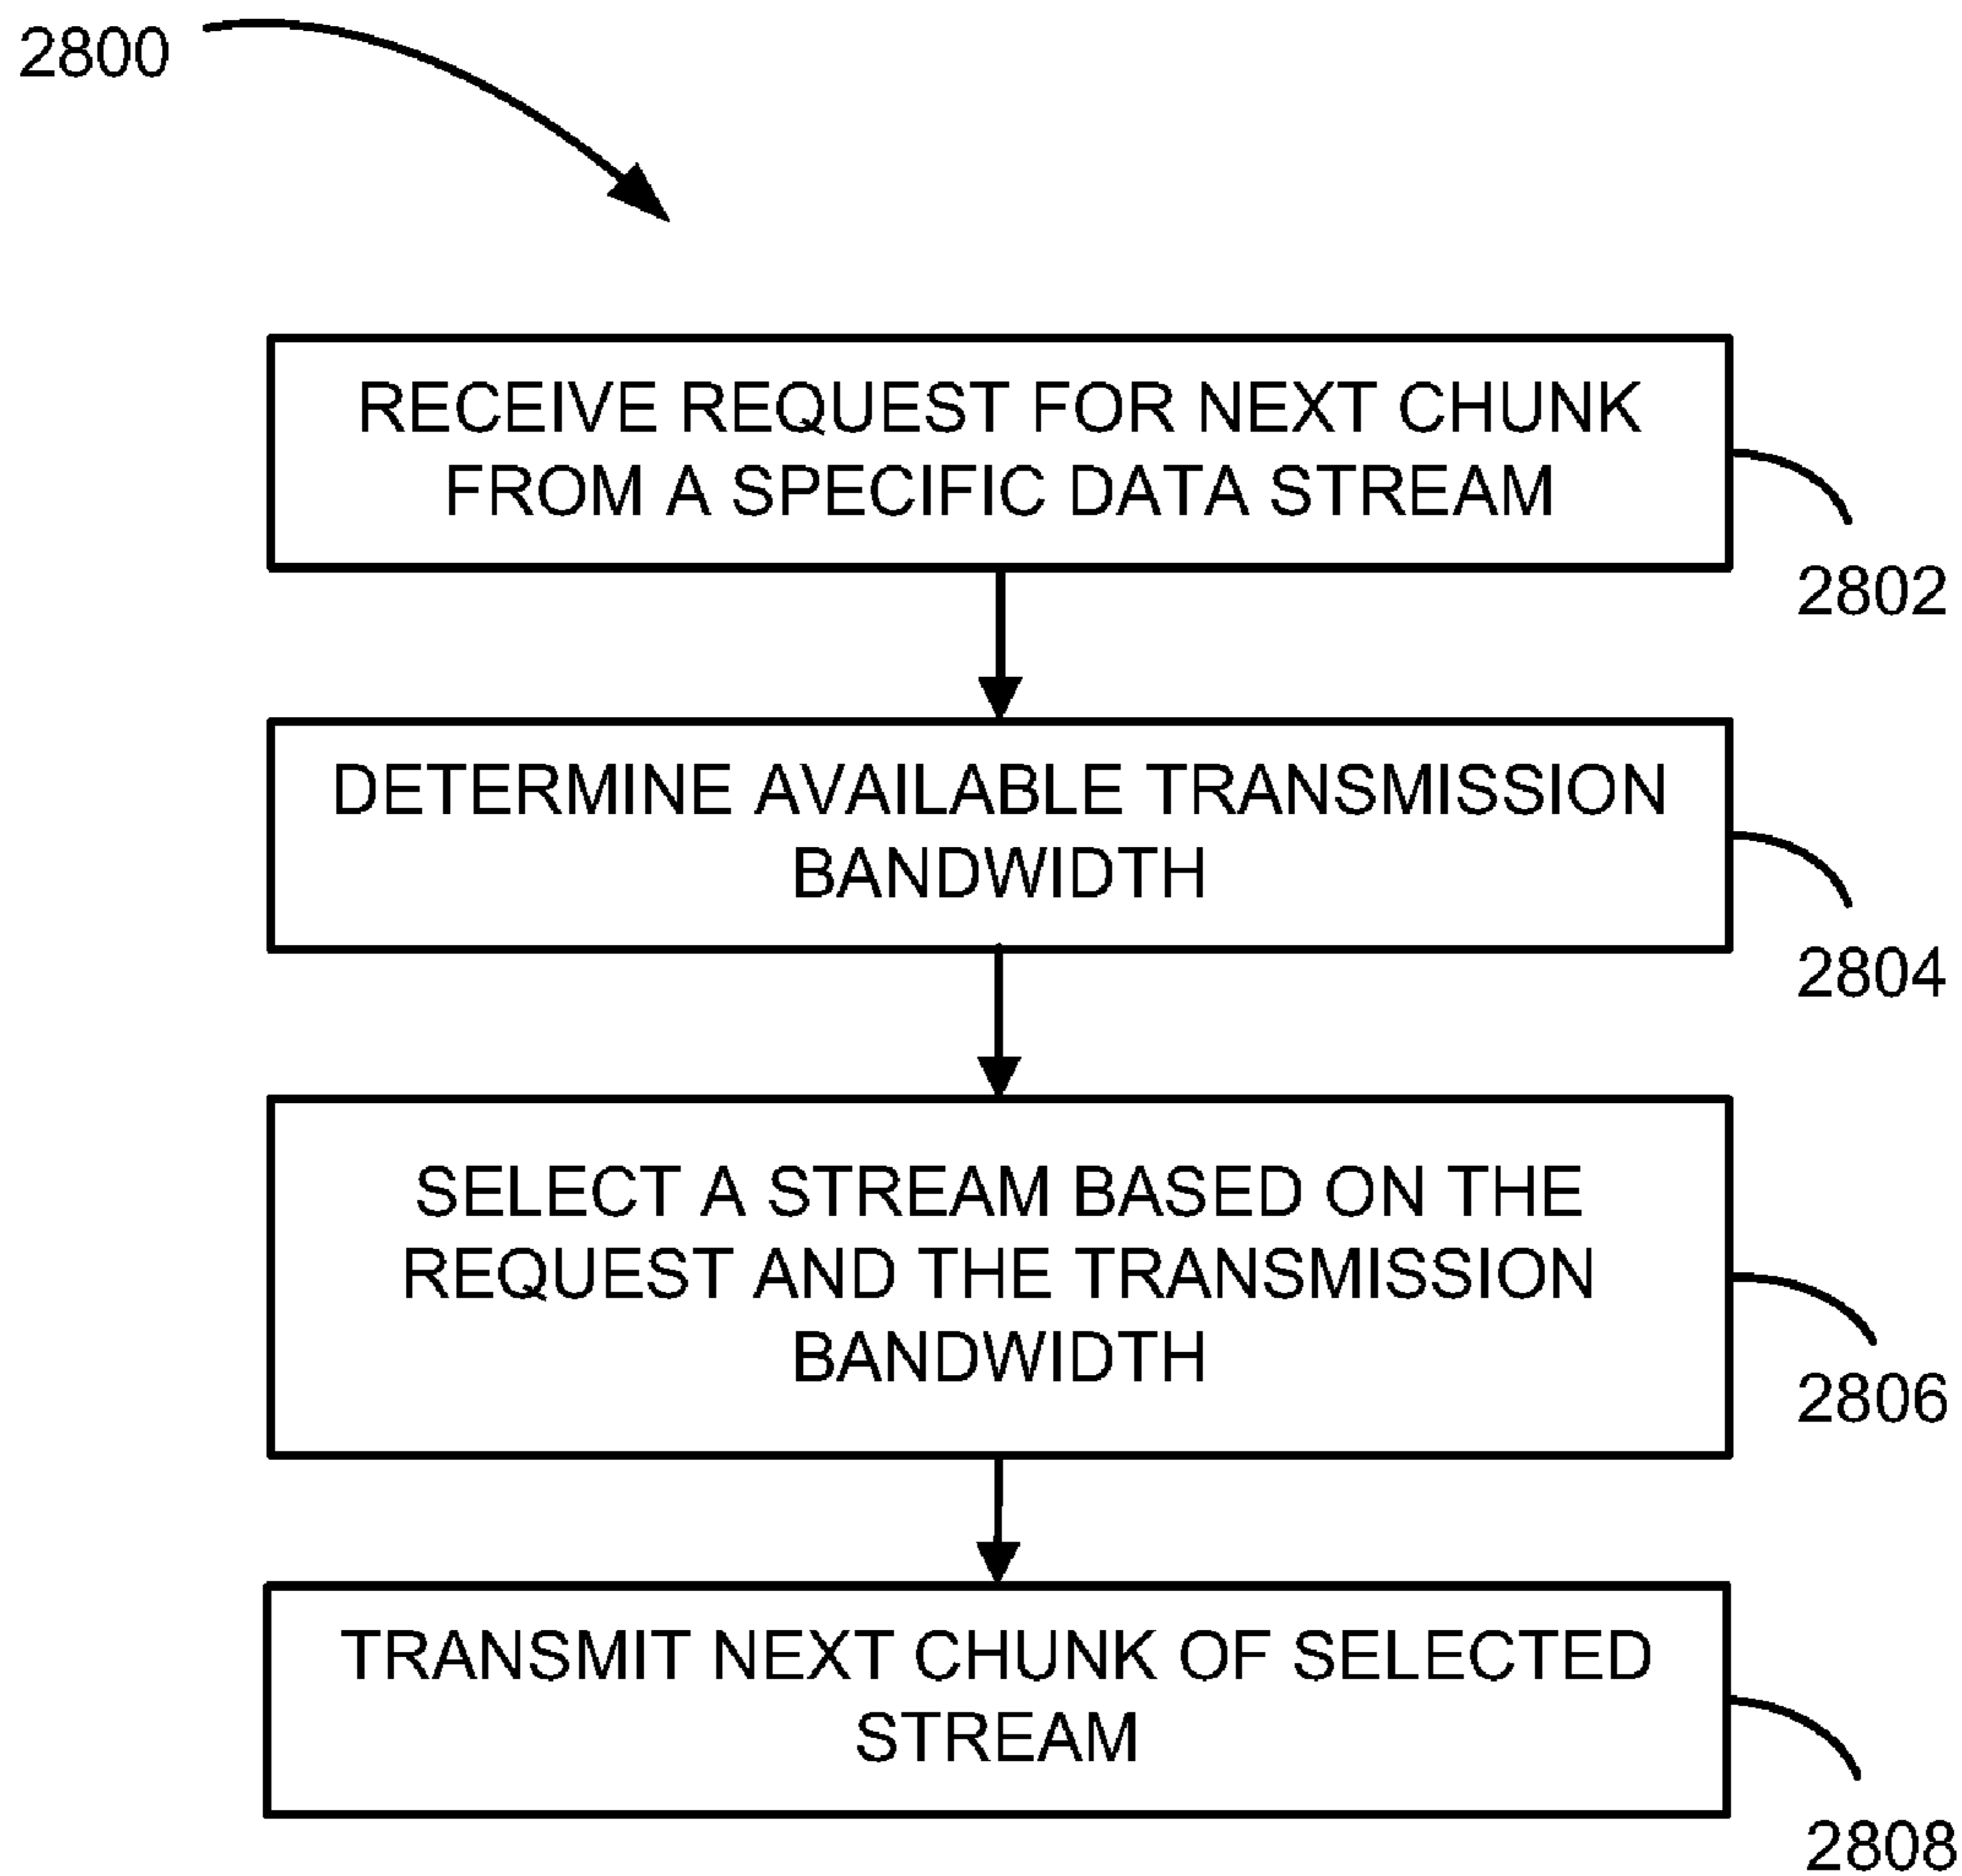 2800
RECEIVE REQUEST FOR NEXT CHUNK
FROM A SPECIFIC DATA STREAM
2802
DETERMINE AVAILABLE TRANSMISSION
BANDWIDTH
2804
SELECT A STREAM BASED ON THE
REQUEST AND THE TRANSMISSION
BANDWIDTH
2806
TRANSMIT NEXT CHUNK OF SELECTED
STREAM
2808